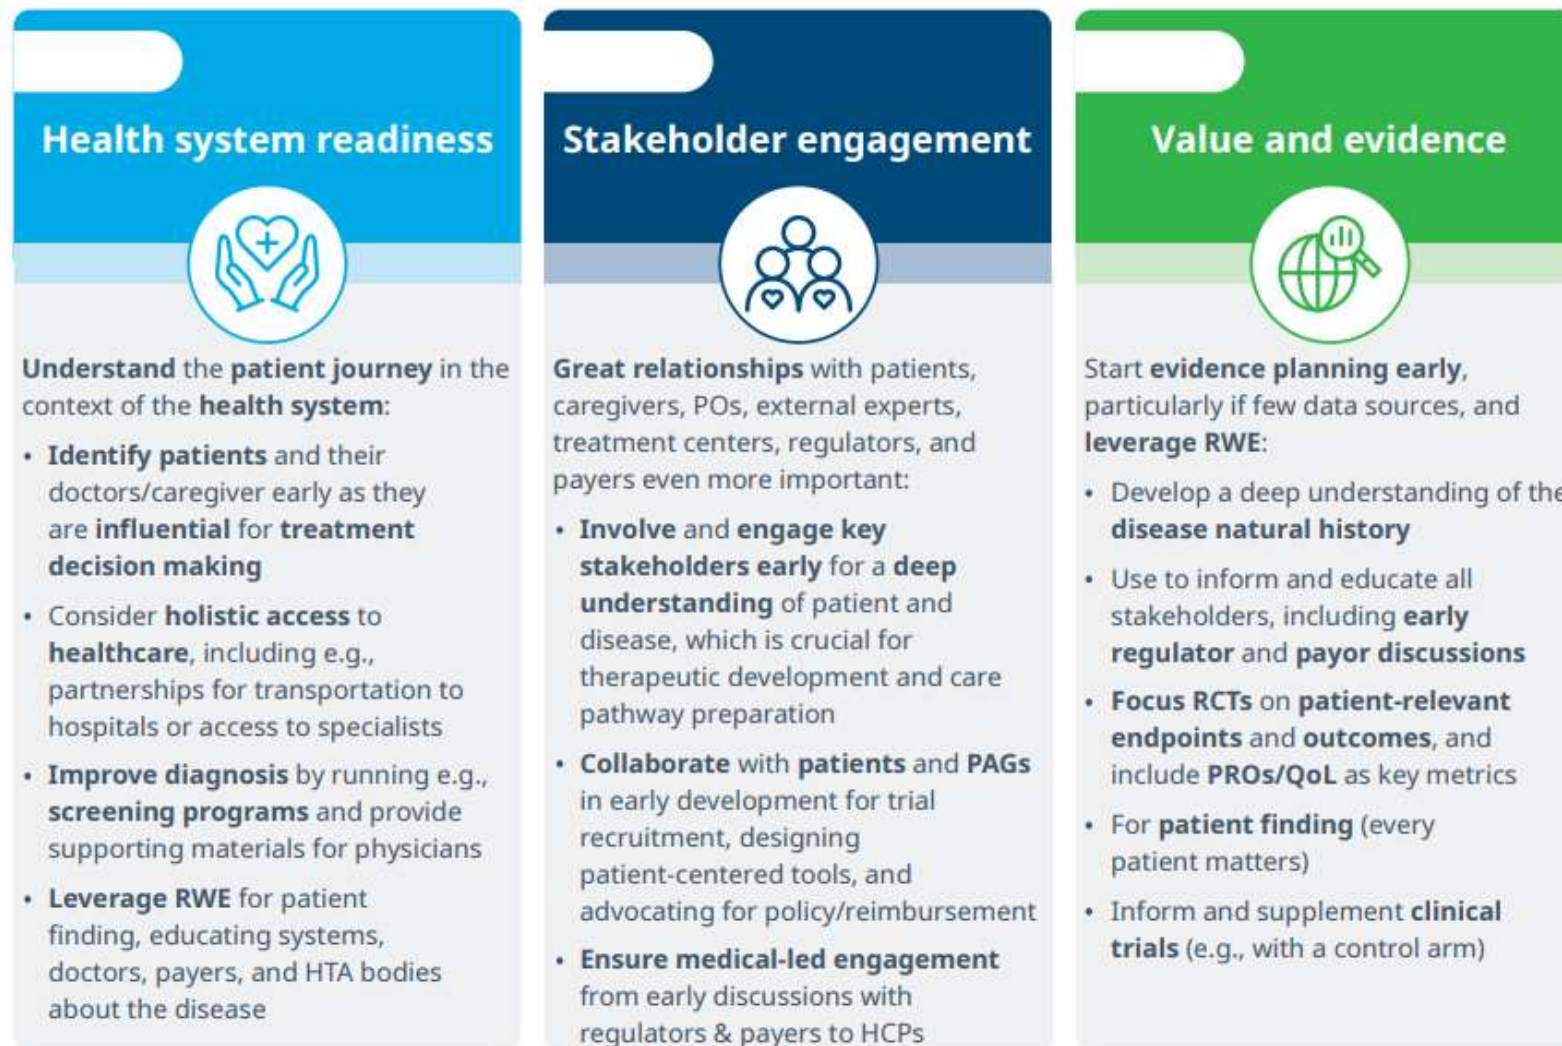 Health system readiness
Understand the patient journey in the
context of the health system:
• Identify patients and their
doctors/caregiver early as they
are influential for treatment
decision making
• Consider holistic access to
healthcare, including e.g.,
partnerships for transportation to
hospitals or access to specialists
• Improve diagnosis by running e.g.,
screening programs and provide
supporting materials for physicians
• Leverage RWE for patient
finding, educating systems,
doctors, payers, and HTA bodies
about the disease
Stakeholder engagement
Great relationships with patients,
caregivers, POs, external experts,
treatment centers, regulators, and
payers even more important:
• Involve and engage key
stakeholders early for a deep
understanding of patient and
disease, which is crucial for
therapeutic development and care
pathway preparation
• Collaborate with patients and PAGs
in early development for trial
recruitment, designing
patient-centered tools, and
advocating for policy/reimbursement
• Ensure medical-led engagement
from early discussions with
regulators & payers to HCPs
Value and evidence
Start evidence planning early,
particularly if few data sources, and
leverage RWE:
• Develop a deep understanding of the
disease natural history
• Use to inform and educate all
stakeholders, including early
regulator and payor discussions
• Focus RCTs on patient-relevant
endpoints and outcomes, and
include PROs/QoL as key metrics
• For patient finding (every
patient matters)
• Inform and supplement clinical
trials (e.g., with a control arm)